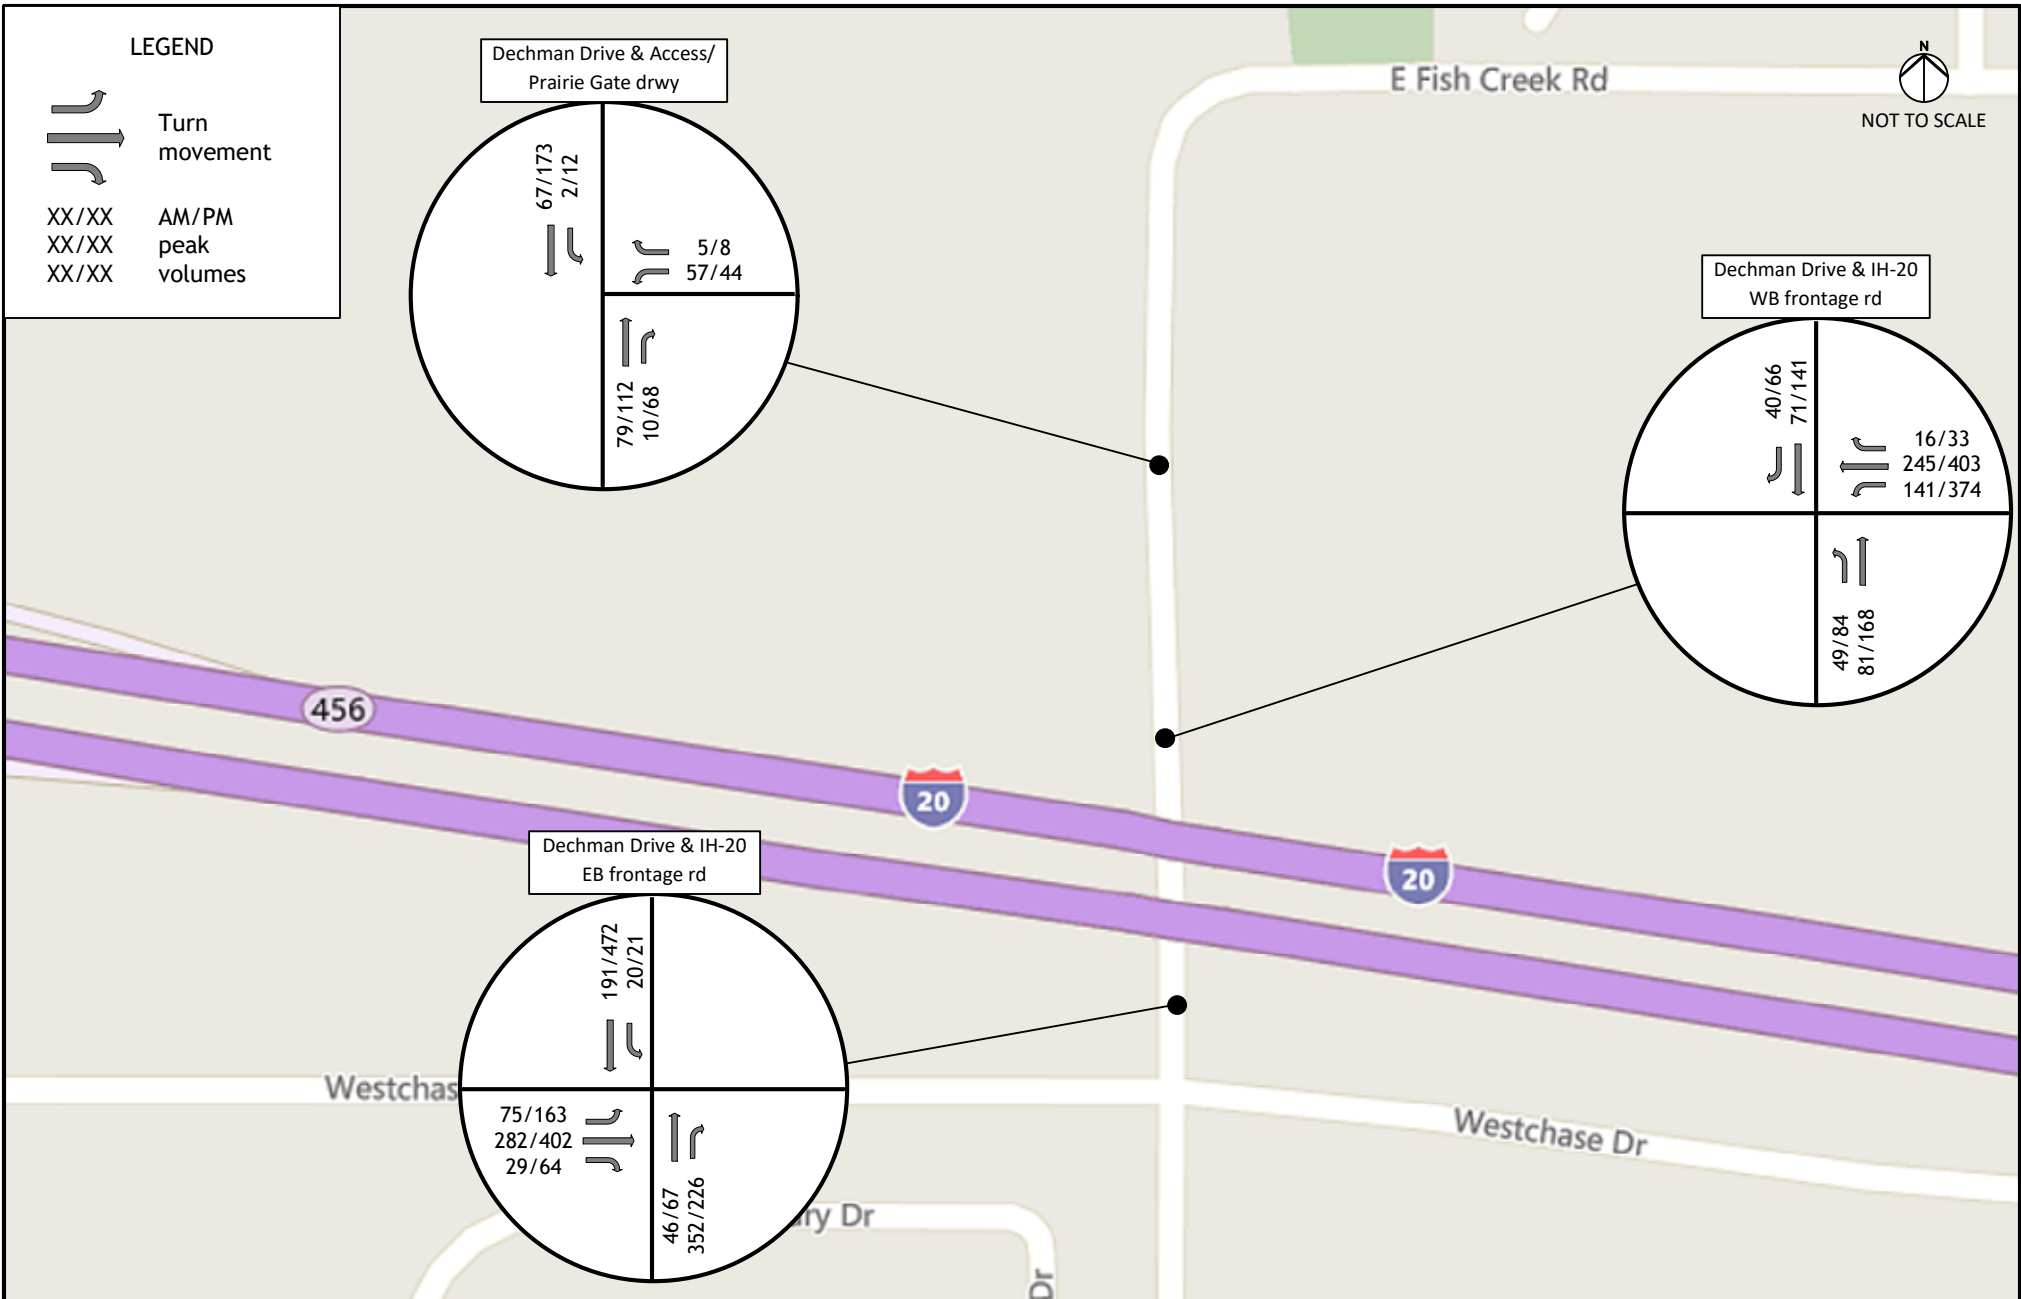 LEGEND
Turn
movement
XX/XX AM/PM
XX/XX peak
XX/XX volumes
Dechman Drive & Access/
Prairie Gate drwy
67/173
2/12
5/8
57/44
79/112
10/68
E Fish Creek Rd
N
NOT TO SCALE
Dechman Drive & IH-20
WB frontage rd
40/66
71/141
16/33
245/403
141/374
49/84
81/168
456
20
20
Dechman Drive & IH-20
EB frontage rd
191/472
20/21
75/163
282/402
29/64
46/67
352/226
Westchas
Westchase Dr
ry Dr
Dr